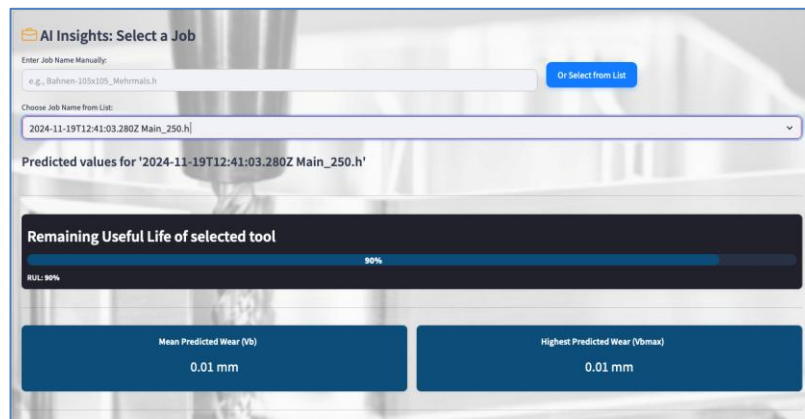 AI Insights: Select a Job
Enter Job Name Manually:
e.g., Bahnen-105x105_Mehrmals.h
Or Select from List
Choose Job Name from List:
2024-11-19T12:41:03.280Z Main_250.h
Predicted values for '2024-11-19T12:41:03.280Z Main_250.h'
Remaining Useful Life of selected tool
90%
RUL: 90%
Mean Predicted Wear (Vb)
0.01 mm
Highest Predicted Wear (Vbmax)
0.01 mm